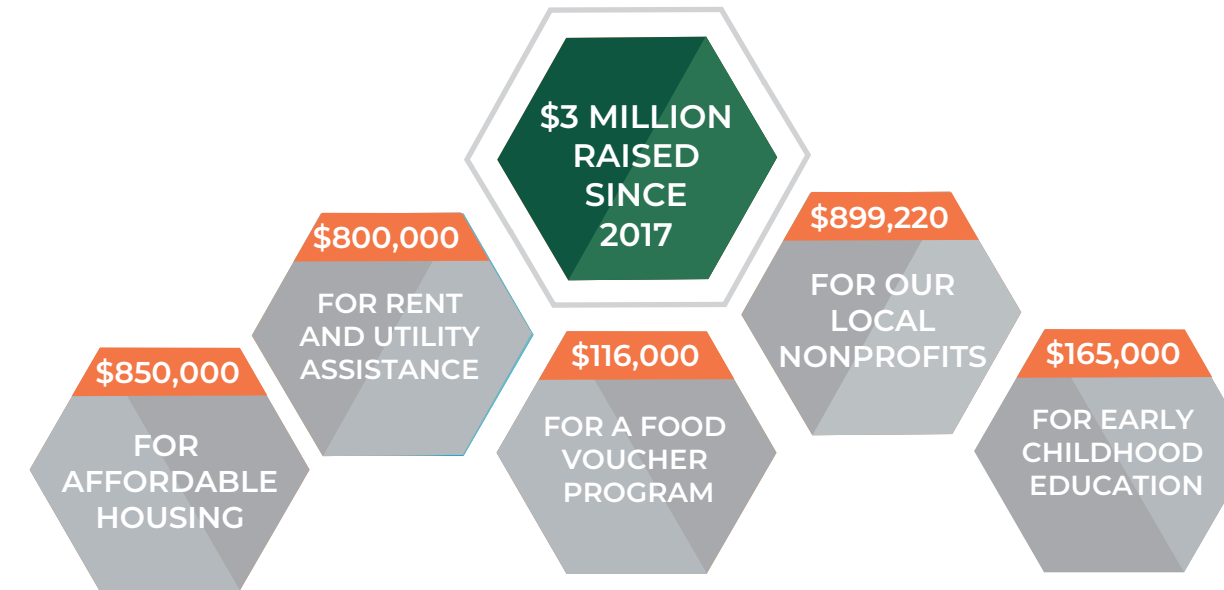 $3 MILLION
RAISED
SINCE
2017
$850,000
FOR
AFFORDABLE
HOUSING
$800,000
FOR RENT
AND UTILITY
ASSISTANCE
$116,000
FOR A FOOD
VOUCHER
PROGRAM
$899,220
FOR OUR
LOCAL
NONPROFITS
$165,000
FOR EARLY
CHILDHOOD
EDUCATION